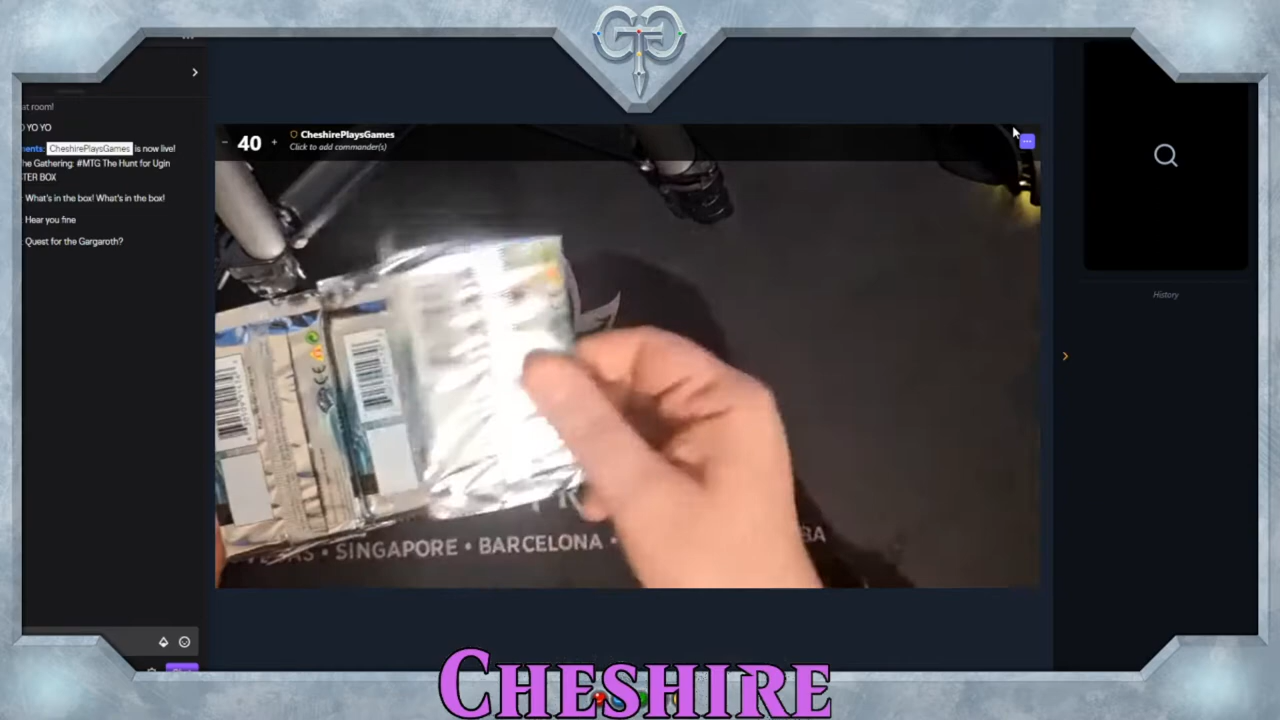 at room!
YO YO
CheshirePlaysGames is now live!
he Gathering: #MTG The Hunt for Ugin
TER BOX
What's in the box! What's in the box!
Hear you fine
Quest for the Gargaroth?
- 40 +
CheshirePlaysGames
Click to add commander(s)
History
• SINGAPORE • BARCELONA •
CHESHIRE